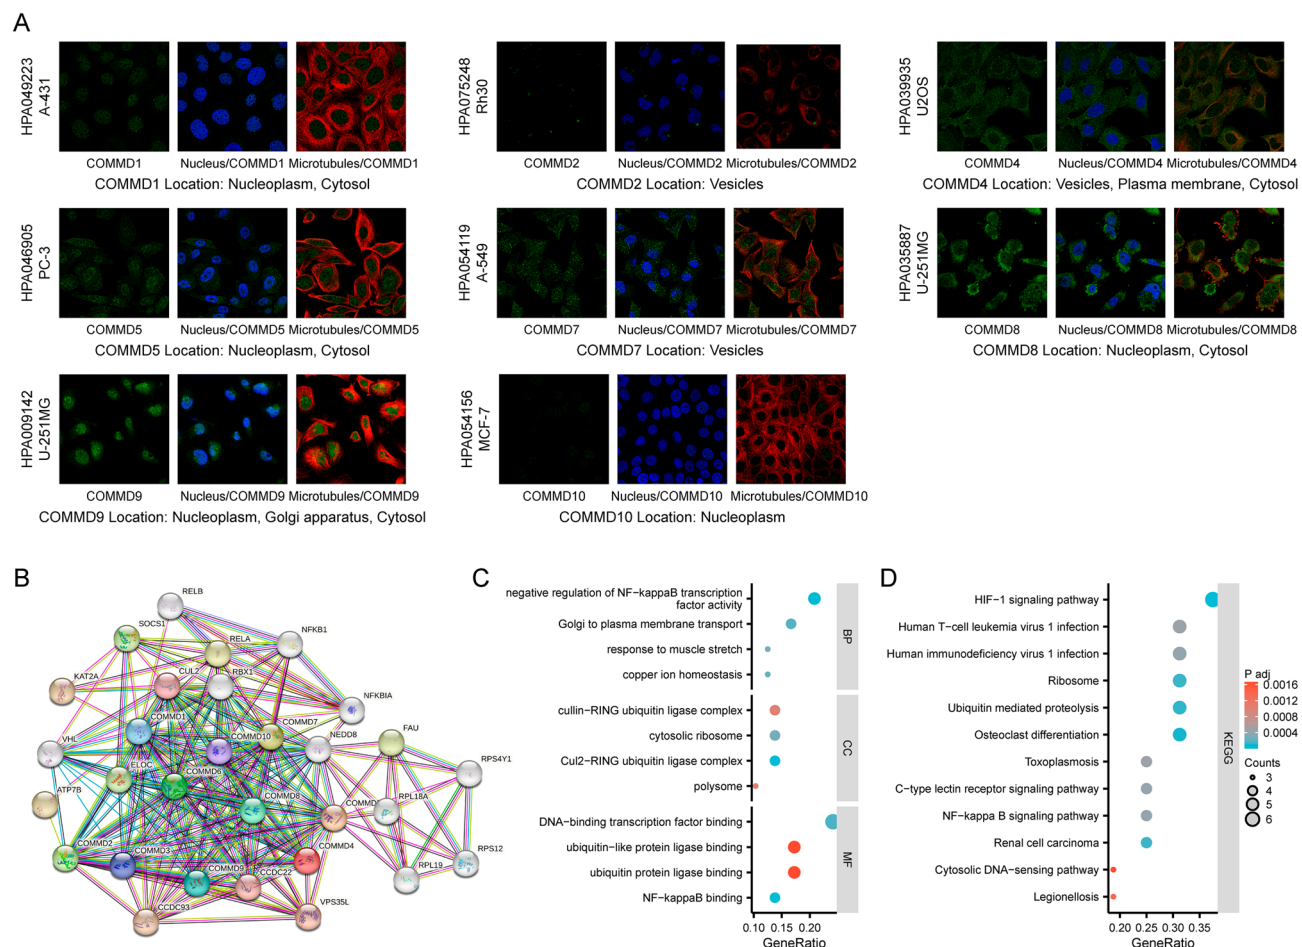 A
HPA049223
A-431
COMMD1
Nucleus/COMMD1
Microtubules/COMMD1
COMMD1 Location: Nucleoplasm, Cytosol
HPA075248
Rh30
COMMD2
Nucleus/COMMD2
Microtubules/COMMD2
COMMD2 Location: Vesicles
HPA039935
U2OS
COMMD4
Nucleus/COMMD4
Microtubules/COMMD4
COMMD4 Location: Vesicles, Plasma membrane, Cytosol
HPA046905
PC-3
COMMD5
Nucleus/COMMD5
Microtubules/COMMD5
COMMD5 Location: Nucleoplasm, Cytosol
HPA054119
A-549
COMMD7
Nucleus/COMMD7
Microtubules/COMMD7
COMMD7 Location: Vesicles
HPA035887
U-251MG
COMMD8
Nucleus/COMMD8
Microtubules/COMMD8
COMMD8 Location: Nucleoplasm, Cytosol
HPA009142
U-251MG
COMMD9
Nucleus/COMMD9
Microtubules/COMMD9
COMMD9 Location: Nucleoplasm, Golgi apparatus, Cytosol
HPA054156
MCF-7
COMMD10
Nucleus/COMMD10
Microtubules/COMMD10
COMMD10 Location: Nucleoplasm
B
RELB
SOCS1
NFKB1
RELA
KAT2A
CUL2
RBX1
NFKBIA
COMMD1
COMMD7
FAU
VHL
COMMD10
NEDD8
ELOC
COMMD6
RPS4Y1
ATP7B
COMMD8
RPL18A
COMMD2
COMMD3
COMMD4
COMMD9
CCDC22
RPL19
RPS12
CCDC93
VPS35L
C
negative regulation of NF−kappaB transcription
factor activity
Golgi to plasma membrane transport
response to muscle stretch
copper ion homeostasis
BP
cullin−RING ubiquitin ligase complex
cytosolic ribosome
Cul2−RING ubiquitin ligase complex
polysome
CC
DNA−binding transcription factor binding
ubiquitin−like protein ligase binding
ubiquitin protein ligase binding
NF−kappaB binding
MF
0.10 0.15 0.20
GeneRatio
D
HIF−1 signaling pathway
Human T−cell leukemia virus 1 infection
Human immunodeficiency virus 1 infection
Ribosome
Ubiquitin mediated proteolysis
Osteoclast differentiation
Toxoplasmosis
C−type lectin receptor signaling pathway
NF−kappa B signaling pathway
Renal cell carcinoma
Cytosolic DNA−sensing pathway
Legionellosis
KEGG
0.20 0.25 0.30 0.35
GeneRatio
P adj
0.0016
0.0012
0.0008
0.0004
Counts
3
4
5
6